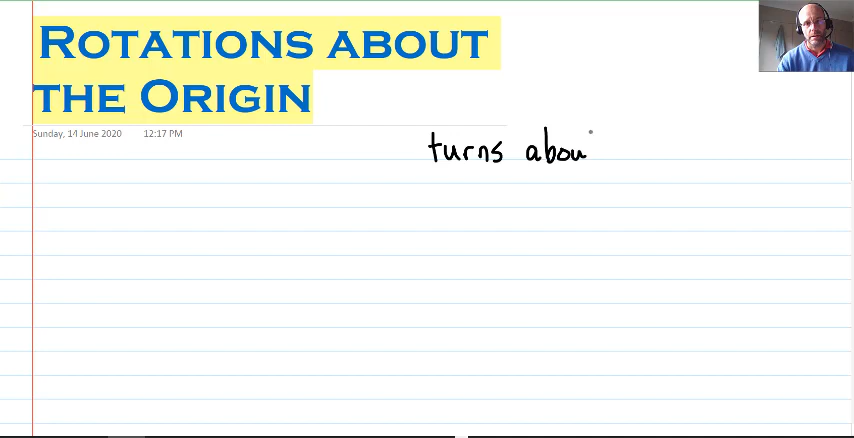 ROTATIONS ABOUT
THE ORIGIN
Sunday, 14 June 2020 12:17 PM
turns abou